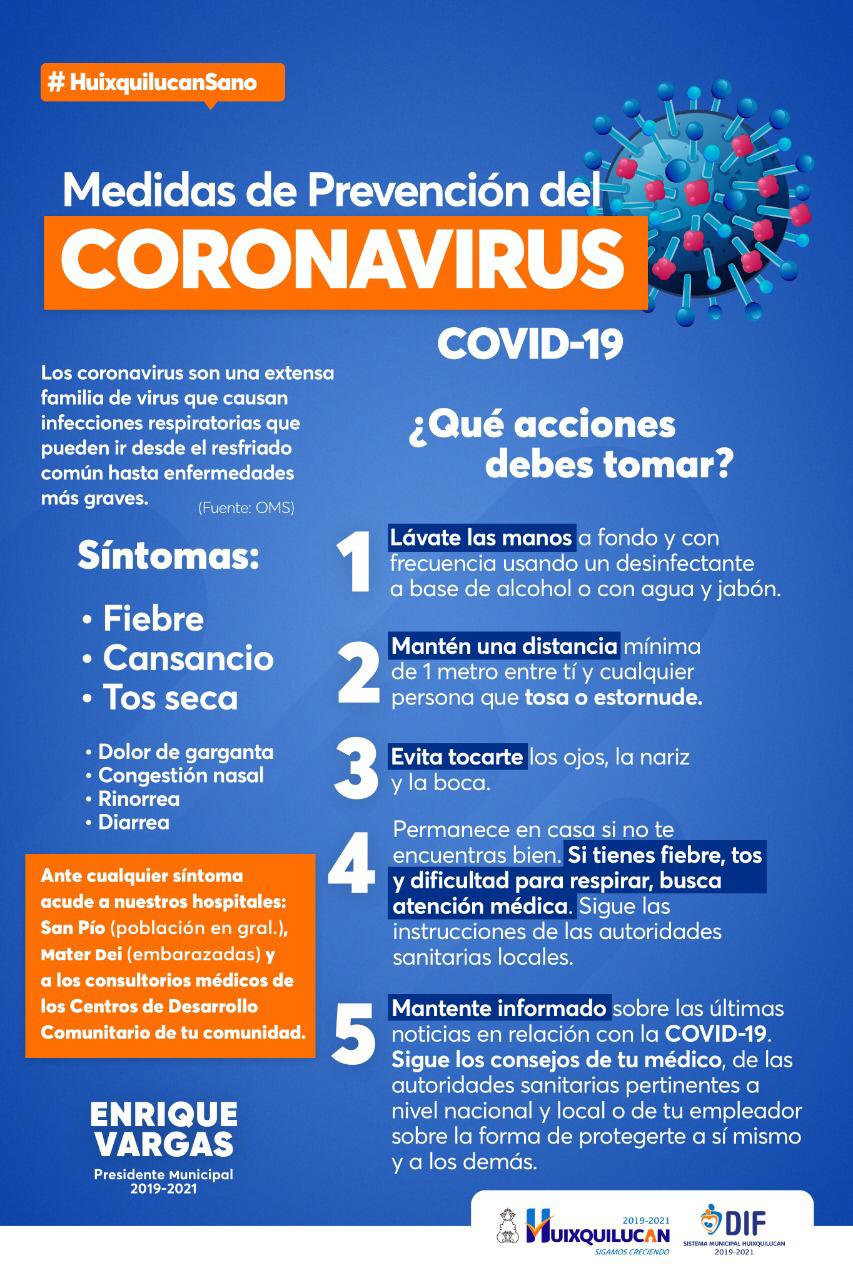 # HuixquilucanSano
Medidas de Prevención del
CORONAVIRUS
COVID-19
Los coronavirus son una extensa
familia de virus que causan
infecciones respiratorias que
pueden ir desde el resfriado
común hasta enfermedades
más graves.
(Fuente: OMS)
Síntomas:
• Fiebre
• Cansancio
• Tos seca
• Dolor de garganta
• Congestión nasal
• Rinorrea
• Diarrea
Ante cualquier síntoma
acude a nuestros hospitales:
San Pío (población en gral.),
Mater Dei (embarazadas) y
a los consultorios médicos de
los Centros de Desarrollo
Comunitario de tu comunidad.
ENRIQUE
VARGAS
Presidente Municipal
2019-2021
¿Qué acciones
debes tomar?
1
Lávate las manos a fondo y con
frecuencia usando un desinfectante
a base de alcohol o con agua y jabón.
2
Mantén una distancia mínima
de 1 metro entre tí y cualquier
persona que tosa o estornude.
3
Evita tocarte los ojos, la nariz
y la boca.
4
Permanece en casa si no te
encuentras bien. Si tienes fiebre, tos
y dificultad para respirar, busca
atención médica. Sigue las
instrucciones de las autoridades
sanitarias locales.
5
Mantente informado sobre las últimas
noticias en relación con la COVID-19.
Sigue los consejos de tu médico, de las
autoridades sanitarias pertinentes a
nivel nacional y local o de tu empleador
sobre la forma de protegerte a sí mismo
y a los demás.
2019-2021
HUIXQUILUCAN
SIGAMOS CRECIENDO
DIF
SISTEMA MUNICIPAL HUIXQUILUCAN
2019-2021